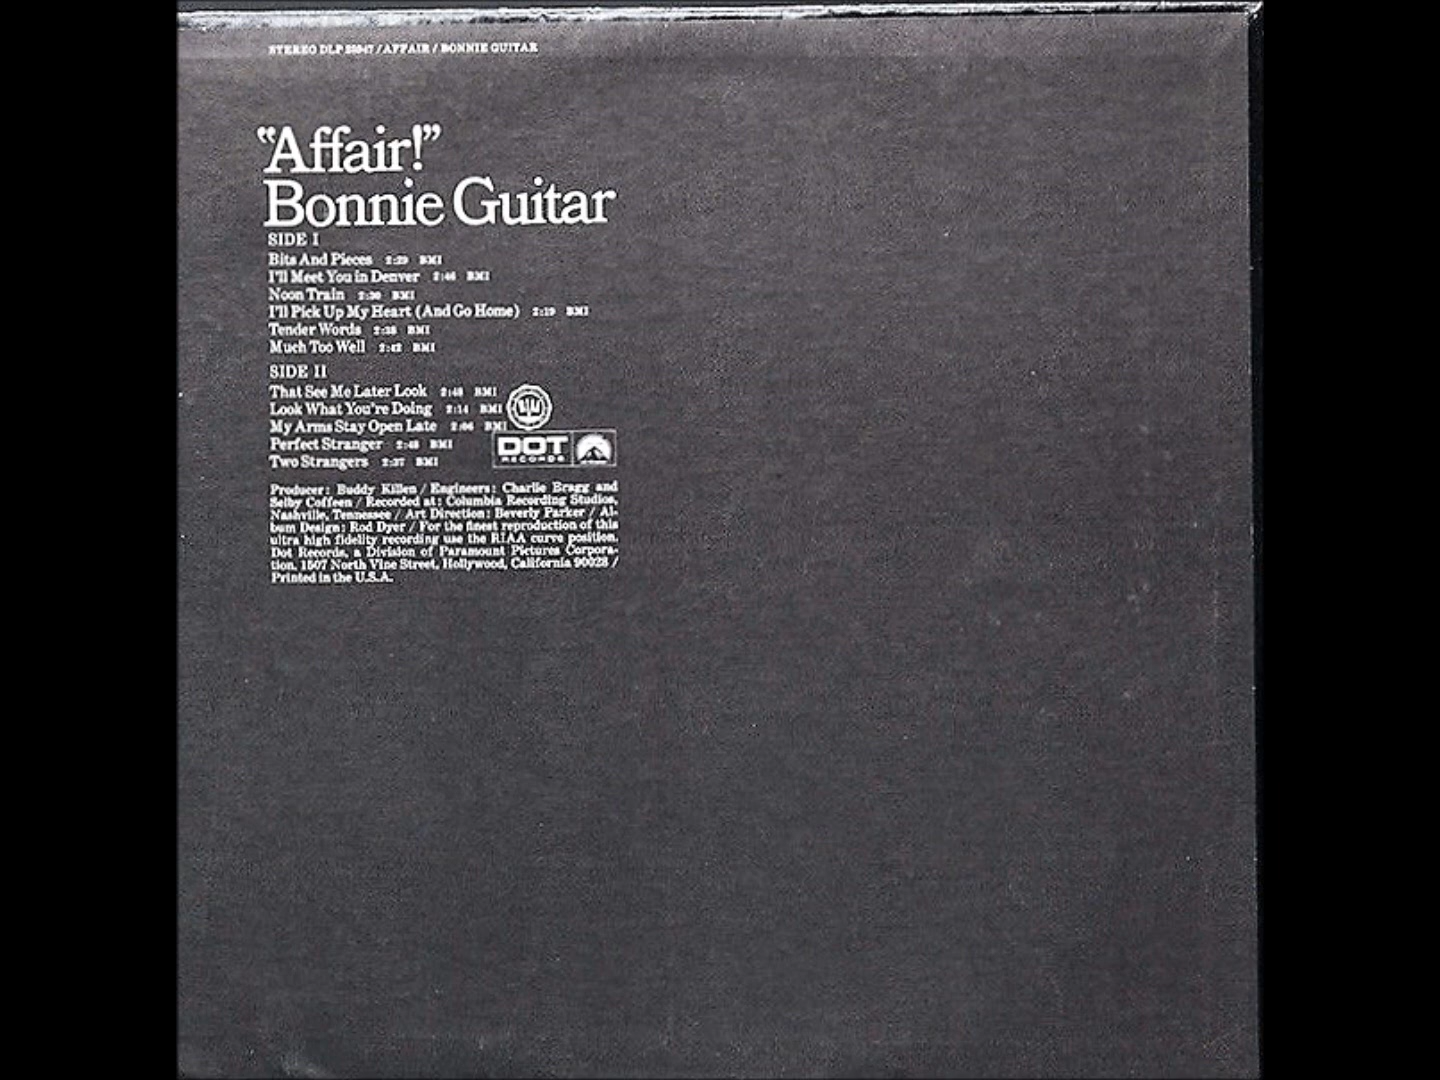 STEREO DLP 25947 / AFFAIR / BONNIE GUITAR
“Affair!”
Bonnie Guitar
SIDE I
Bits And Pieces 2:29 BMI
I'll Meet You in Denver 2:46 BMI
Noon Train 2:30 BMI
I'll Pick Up My Heart (And Go Home) 2:19 BMI
Tender Words 2:38 BMI
Much Too Well 2:42 BMI
SIDE II
That See Me Later Look 2:48 BMI
Look What You're Doing 2:14 BMI
My Arms Stay Open Late 2:06 BMI
Perfect Stranger 2:48 BMI
Two Strangers 2:37 BMI
DOT
RECORDS
Producer: Buddy Killen / Engineers: Charlie Bragg and
Selby Coffeen / Recorded at: Columbia Recording Studios,
Nashville, Tennessee / Art Direction: Beverly Parker / Al-
bum Design: Rod Dyer / For the finest reproduction of this
ultra high fidelity recording use the RIAA curve position.
Dot Records, a Division of Paramount Pictures Corpora-
tion, 1507 North Vine Street, Hollywood, California 90028 /
Printed in the U.S.A.